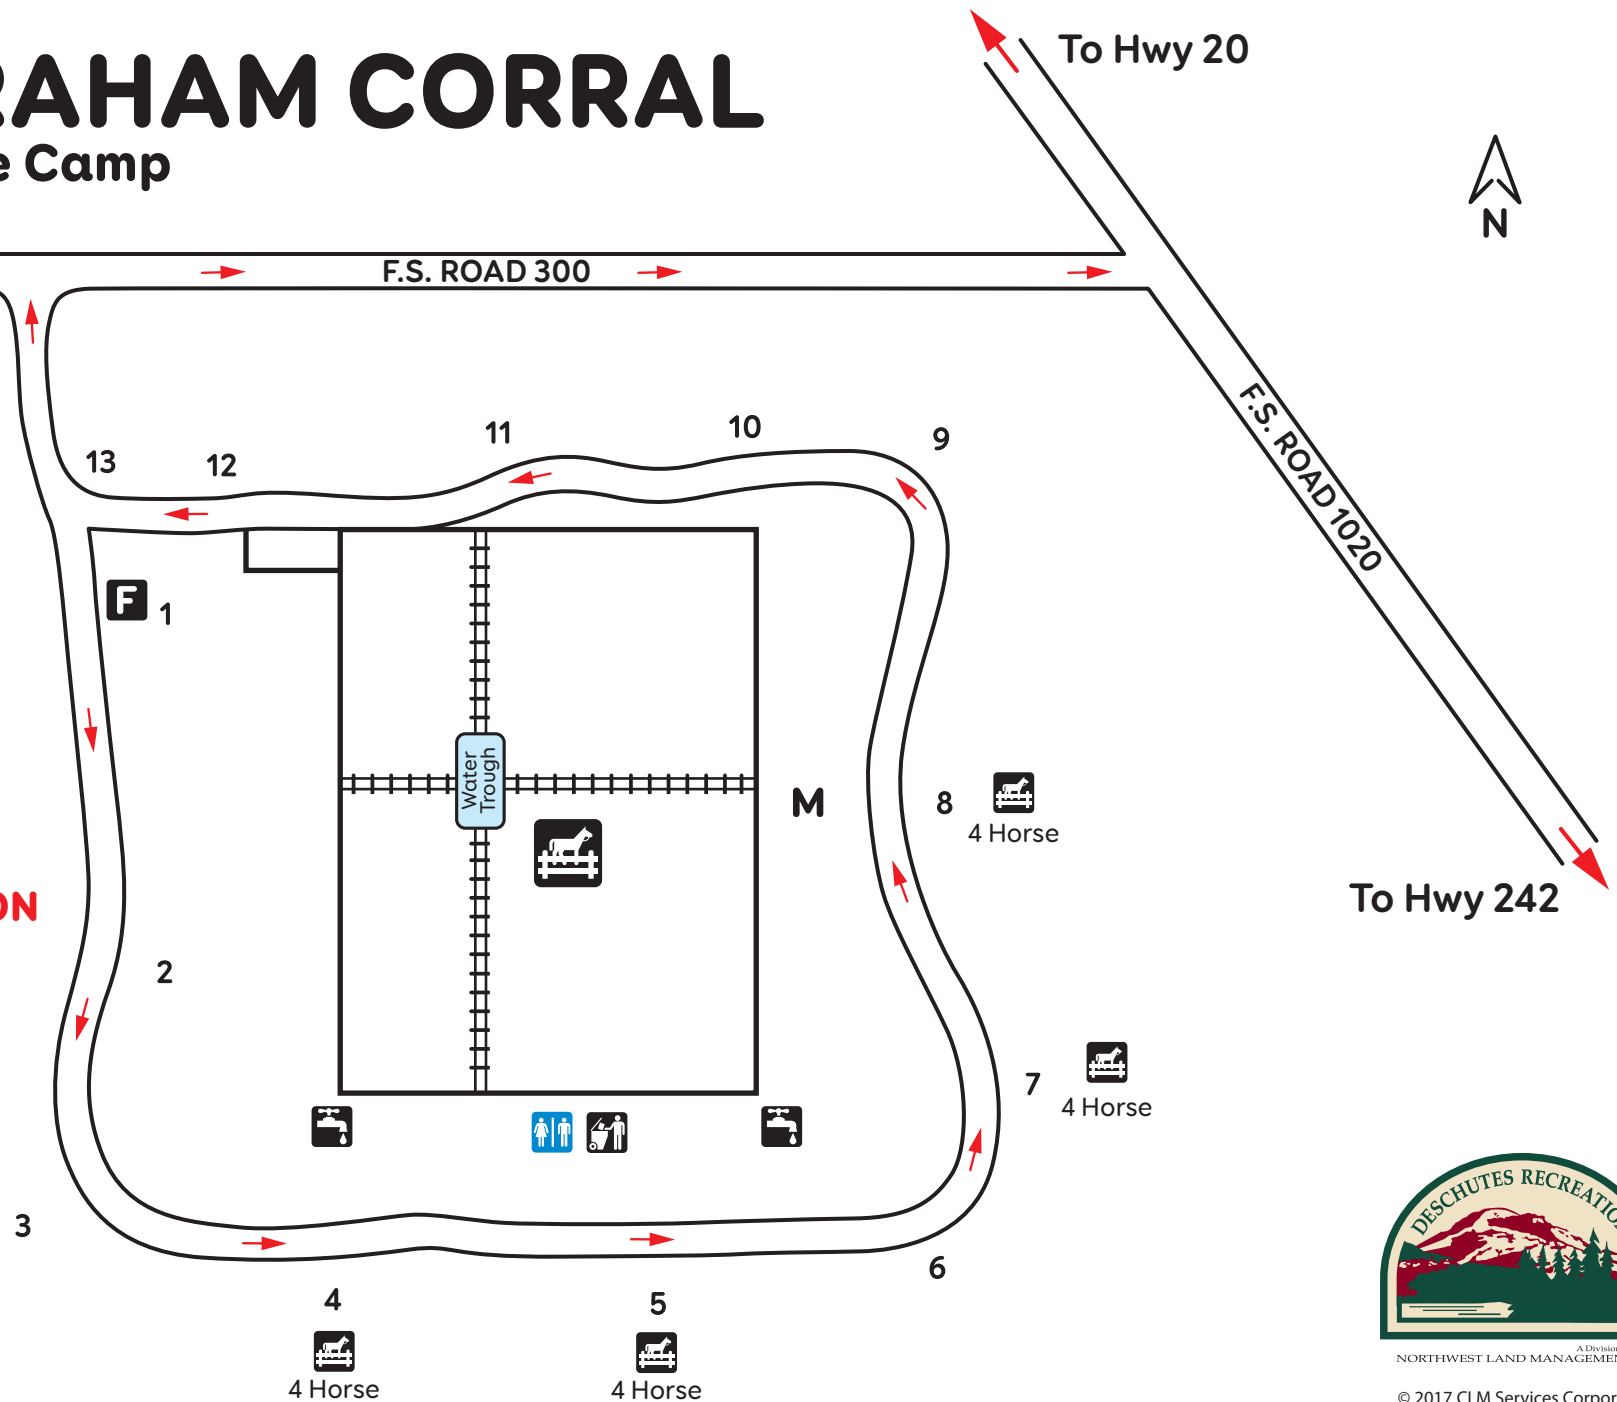 RAHAM CORRAL
e Camp
To Hwy 20
N
F.S. ROAD 300
F.S. ROAD 1020
13
12
11
10
9
F
1
Water
Trough
M
8
4 Horse
To Hwy 242
ON
2
7
4 Horse
3
6
4
4 Horse
5
4 Horse
DESCHUTES RECREATIO
A Division
NORTHWEST LAND MANAGEMEN
© 2017 CLM Services Corpor